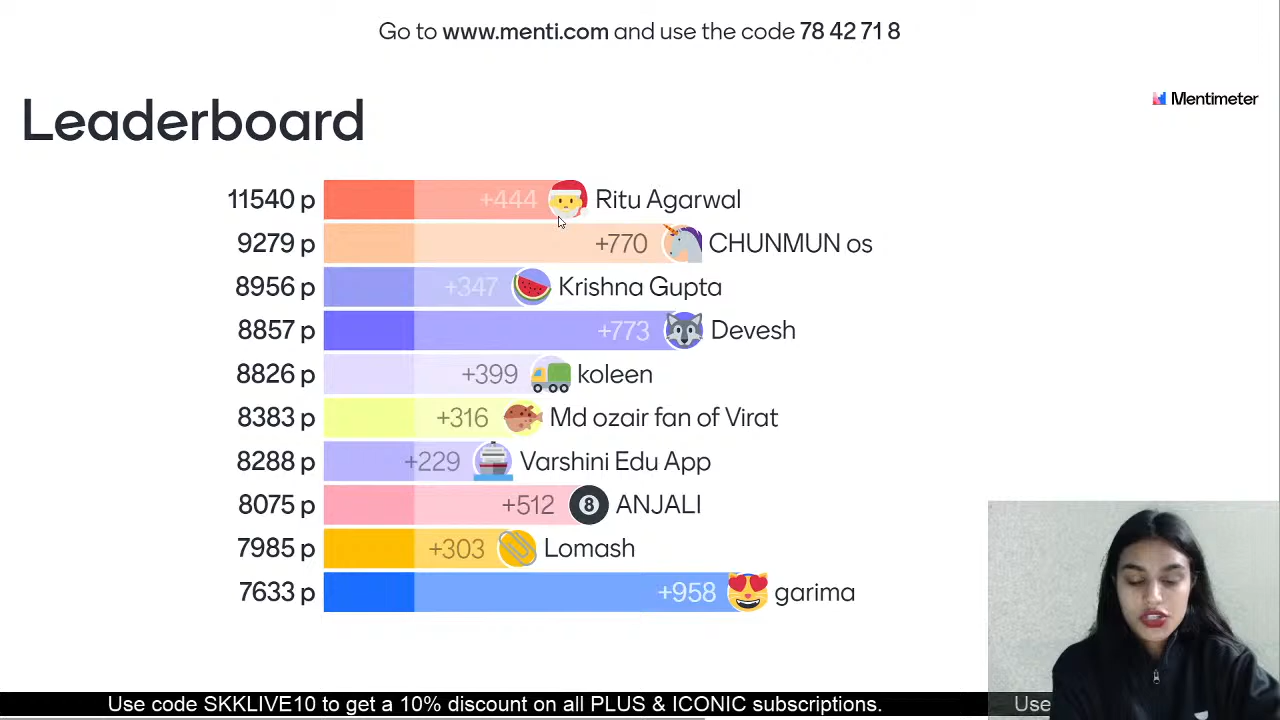 Go to www.menti.com and use the code 78 42 71 8
Leaderboard
Mentimeter
11540 p +444 Ritu Agarwal
9279 p +770 CHUNMUN os
8956 p +347 Krishna Gupta
8857 p +773 Devesh
8826 p +399 koleen
8383 p +316 Md ozair fan of Virat
8288 p +229 Varshini Edu App
8075 p +512 8 ANJALI
7985 p +303 Lomash
7633 p +958 garima
Use code SKKLIVE10 to get a 10% discount on all PLUS & ICONIC subscriptions. Use